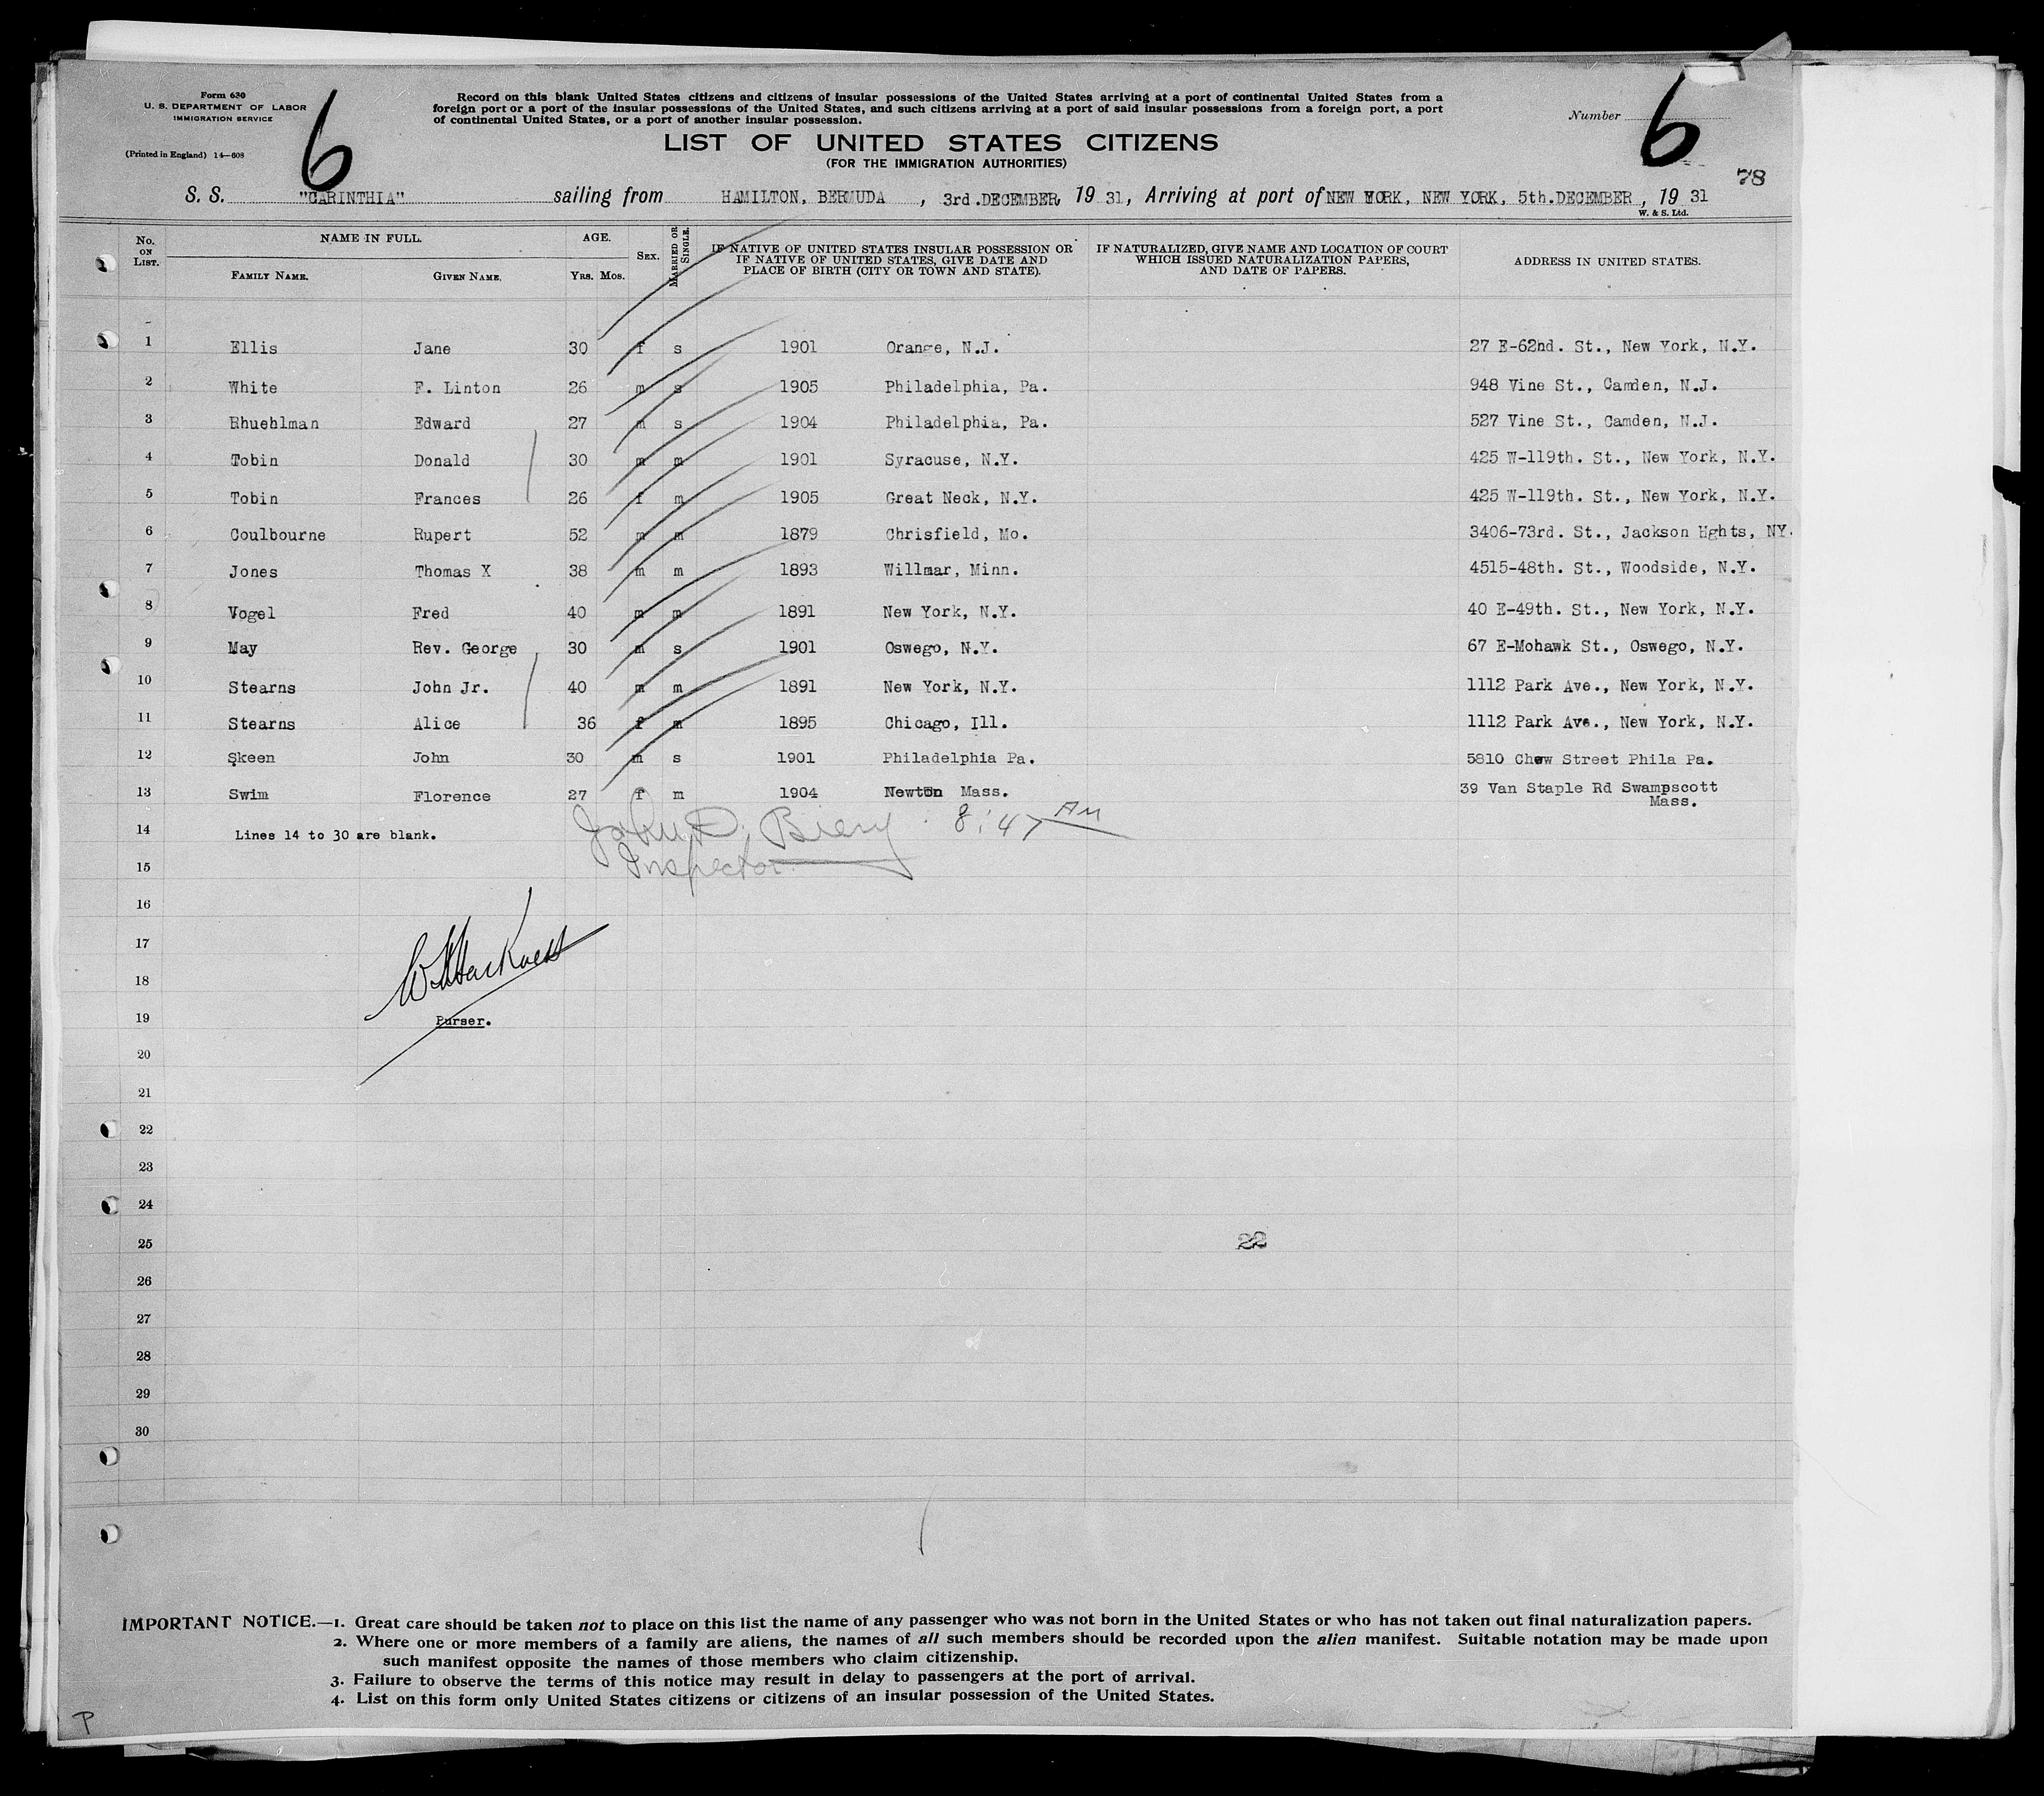 Form 630
U. S. DEPARTMENT OF LABOR
IMMIGRATION SERVICE
(Printed in England) 14—608
6
Record on this blank United States citizens and citizens of insular possessions of the United States arriving at a port of continental United States from a
foreign port or a port of the insular possessions of the United States, and such citizens arriving at a port of said insular possessions from a foreign port, a port
of continental United States, or a port of another insular possession.
Number
6
LIST OF UNITED STATES CITIZENS
(FOR THE IMMIGRATION AUTHORITIES)
78
S. S. "CARINTHIA" sailing from HAMILTON, BERMUDA , 3rd.DECEMBER, 19 31, Arriving at port of NEW YORK, NEW YORK, 5th.DECEMBER , 19 31
W. & S. Ltd.
No. ON LIST. NAME IN FULL. AGE. SEX. MARRIED OR SINGLE. IF NATIVE OF UNITED STATES INSULAR POSSESSION OR IF NATIVE OF UNITED STATES, GIVE DATE AND PLACE OF BIRTH (CITY OR TOWN AND STATE). IF NATURALIZED, GIVE NAME AND LOCATION OF COURT WHICH ISSUED NATURALIZATION PAPERS, AND DATE OF PAPERS. ADDRESS IN UNITED STATES.
FAMILY NAME. GIVEN NAME. YRS. MOS.
1 Ellis Jane 30 f s 1901 Orange, N.J. 27 E-62nd. St., New York, N.Y.
2 White F. Linton 26 m s 1905 Philadelphia, Pa. 948 Vine St., Camden, N.J.
3 Rhuehlman Edward 27 m s 1904 Philadelphia, Pa. 527 Vine St., Camden, N.J.
4 Tobin Donald 30 m m 1901 Syracuse, N.Y. 425 W-119th. St., New York, N.Y.
5 Tobin Frances 26 f m 1905 Great Neck, N.Y. 425 W-119th. St., New York, N.Y.
6 Coulbourne Rupert 52 m m 1879 Chrisfield, Mo. 3406-73rd. St., Jackson Hghts, NY.
7 Jones Thomas X 38 m m 1893 Willmar, Minn. 4515-48th. St., Woodside, N.Y.
8 Vogel Fred 40 m m 1891 New York, N.Y. 40 E-49th. St., New York, N.Y.
9 May Rev. George 30 m s 1901 Oswego, N.Y. 67 E-Mohawk St., Oswego, N.Y.
10 Stearns John Jr. 40 m m 1891 New York, N.Y. 1112 Park Ave., New York, N.Y.
11 Stearns Alice 36 f m 1895 Chicago, Ill. 1112 Park Ave., New York, N.Y.
12 Skeen John 30 m s 1901 Philadelphia Pa. 5810 Chew Street Phila Pa.
13 Swim Florence 27 f m 1904 Newton Mass. 39 Van Staple Rd Swampscott
Mass.
14 Lines 14 to 30 are blank. John D. Bieny 8:47 AM
15 Inspector
16
17
18 W Harkness
19 Purser.
20
21
22
23
24
25 22
26
27
28
29
30
IMPORTANT NOTICE.—1. Great care should be taken not to place on this list the name of any passenger who was not born in the United States or who has not taken out final naturalization papers.
2. Where one or more members of a family are aliens, the names of all such members should be recorded upon the alien manifest. Suitable notation may be made upon
such manifest opposite the names of those members who claim citizenship.
3. Failure to observe the terms of this notice may result in delay to passengers at the port of arrival.
4. List on this form only United States citizens or citizens of an insular possession of the United States.
P